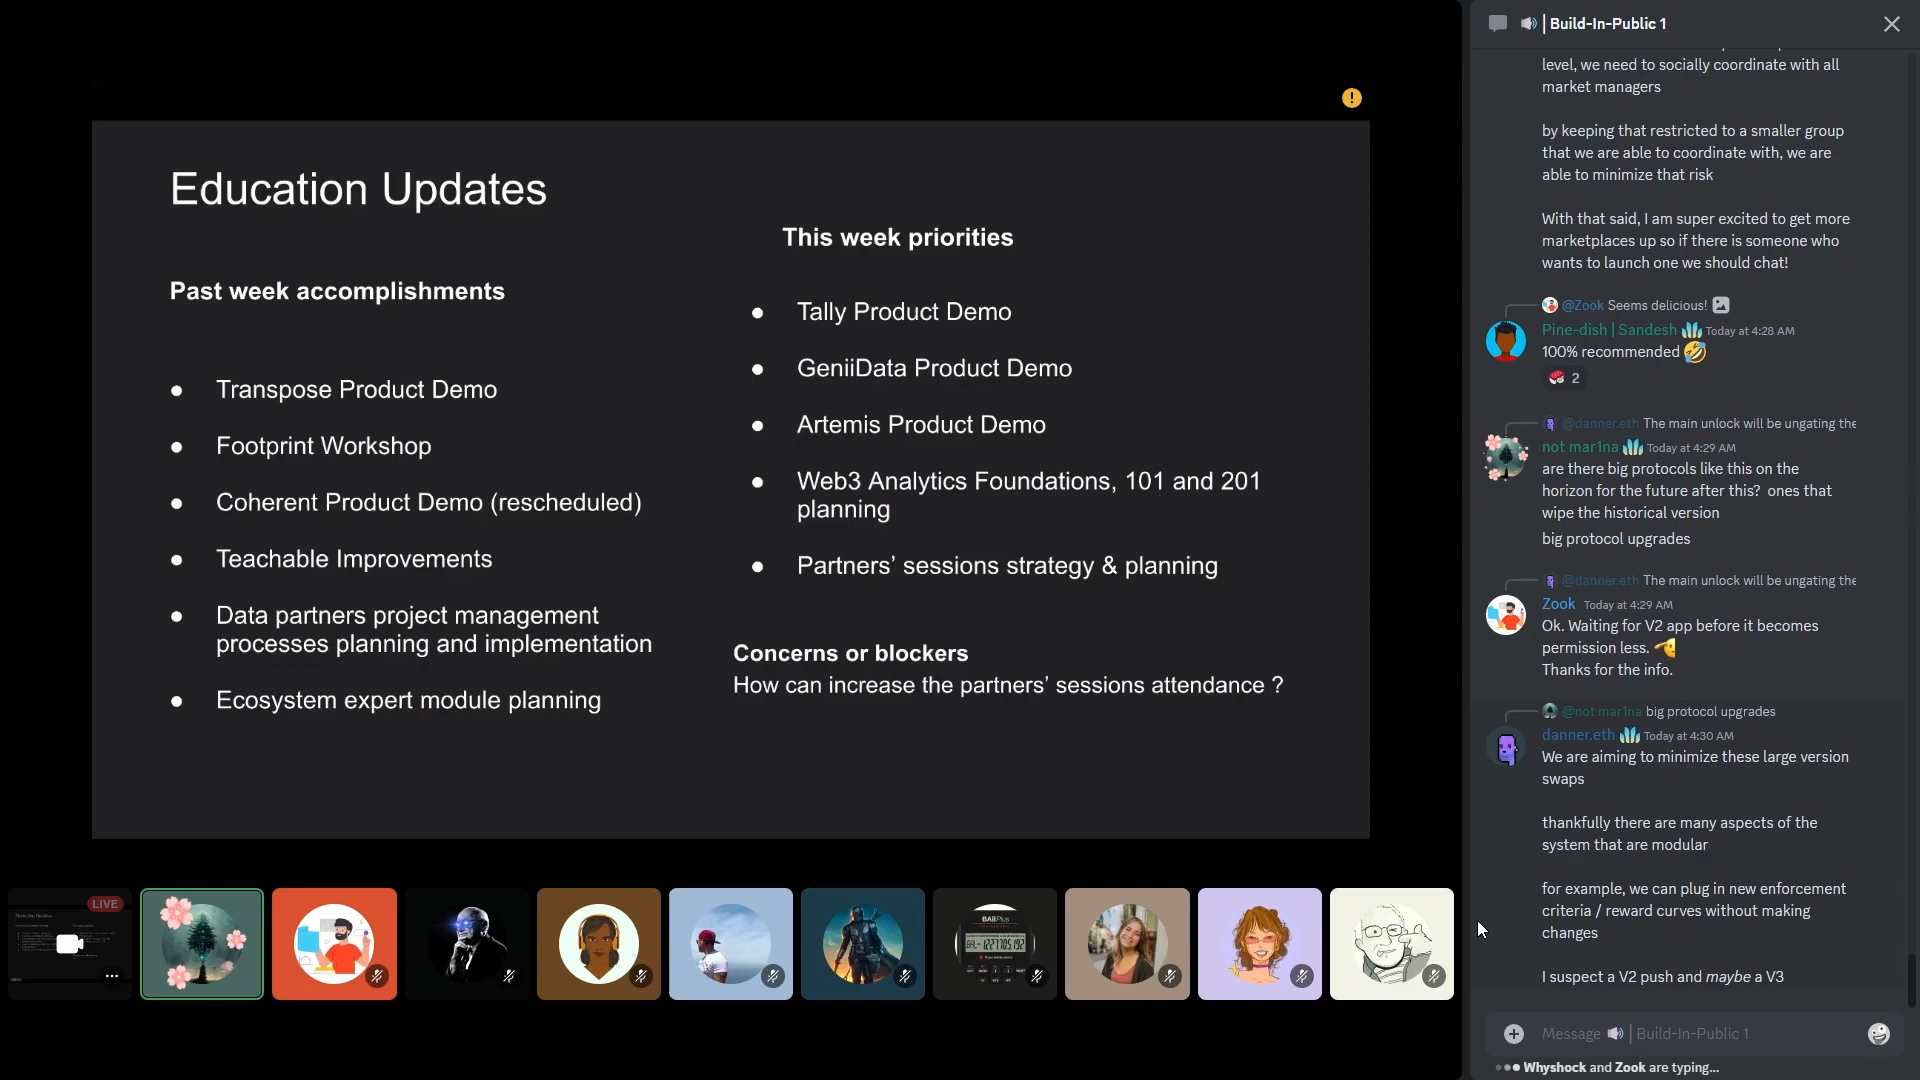 Education Updates
Past week accomplishments
● Transpose Product Demo
● Footprint Workshop
● Coherent Product Demo (rescheduled)
● Teachable Improvements
● Data partners project management
processes planning and implementation
● Ecosystem expert module planning
This week priorities
● Tally Product Demo
● GeniiData Product Demo
● Artemis Product Demo
● Web3 Analytics Foundations, 101 and 201
planning
● Partners’ sessions strategy & planning
Concerns or blockers
How can increase the partners’ sessions attendance ?
LIVE
BAII Plus
Build-In-Public 1
level, we need to socially coordinate with all
market managers
by keeping that restricted to a smaller group
that we are able to coordinate with, we are
able to minimize that risk
With that said, I am super excited to get more
marketplaces up so if there is someone who
wants to launch one we should chat!
@Zook Seems delicious!
Pine-dish | Sandesh Today at 4:28 AM
100% recommended 🤣
🍣 2
@danner.eth The main unlock will be ungating the
not mar1na Today at 4:29 AM
are there big protocols like this on the
horizon for the future after this? ones that
wipe the historical version
big protocol upgrades
@danner.eth The main unlock will be ungating the
Zook Today at 4:29 AM
Ok. Waiting for V2 app before it becomes
permission less.
Thanks for the info.
@not mar1na big protocol upgrades
danner.eth Today at 4:30 AM
We are aiming to minimize these large version
swaps
thankfully there are many aspects of the
system that are modular
for example, we can plug in new enforcement
criteria / reward curves without making
changes
I suspect a V2 push and maybe a V3
Message Build-In-Public 1
Whyshock and Zook are typing...